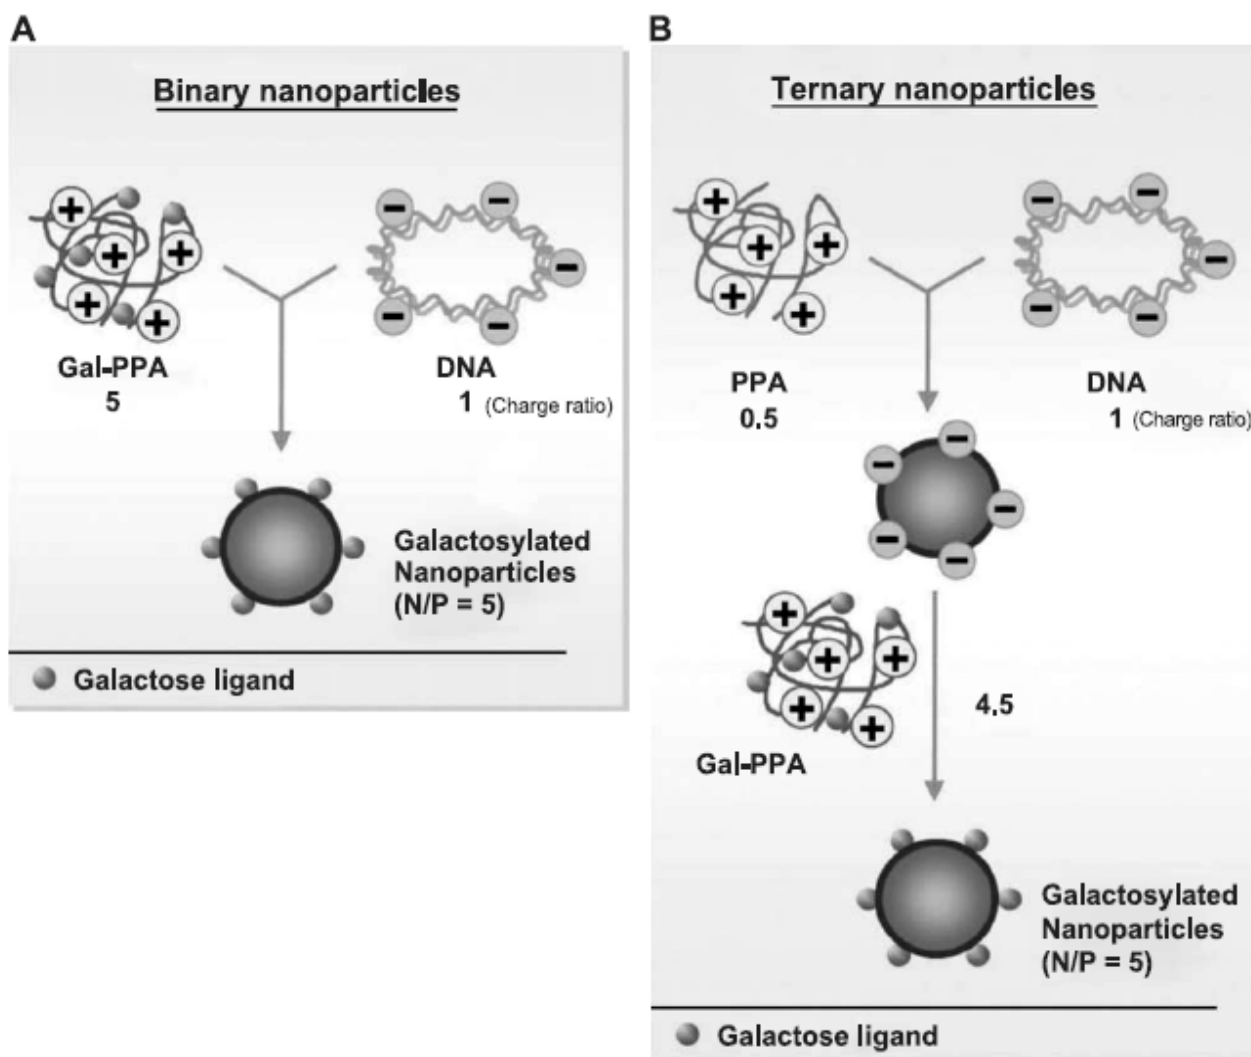 A
Binary nanoparticles
+
+
+
+
+
−
−
−
−
−
Gal-PPA
5
DNA
1 (Charge ratio)
Galactosylated
Nanoparticles
(N/P = 5)
Galactose ligand
B
Ternary nanoparticles
+
+
+
+
+
−
−
−
−
−
PPA
0.5
DNA
1 (Charge ratio)
−
−
−
−
−
+
+
+
+
+
Gal-PPA
4.5
Galactosylated
Nanoparticles
(N/P = 5)
Galactose ligand